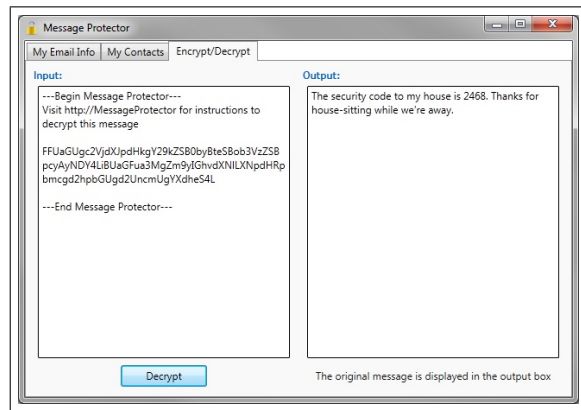 Message Protector
My Email Info My Contacts Encrypt/Decrypt
Input:
---Begin Message Protector---
Visit http://MessageProtector for instructions to
decrypt this message
FFUaGUgc2VjdXJpdHkgY29kZSB0byBteSBob3VzZSB
pcyAyNDY4LiBUaGFua3MgZm9yIGhvdXNlLXNpdHRp
bmcgd2hpbGUgd2UncmUgYXdheS4L
---End Message Protector---
Output:
The security code to my house is 2468. Thanks for
house-sitting while we're away.
Decrypt
The original message is displayed in the output box